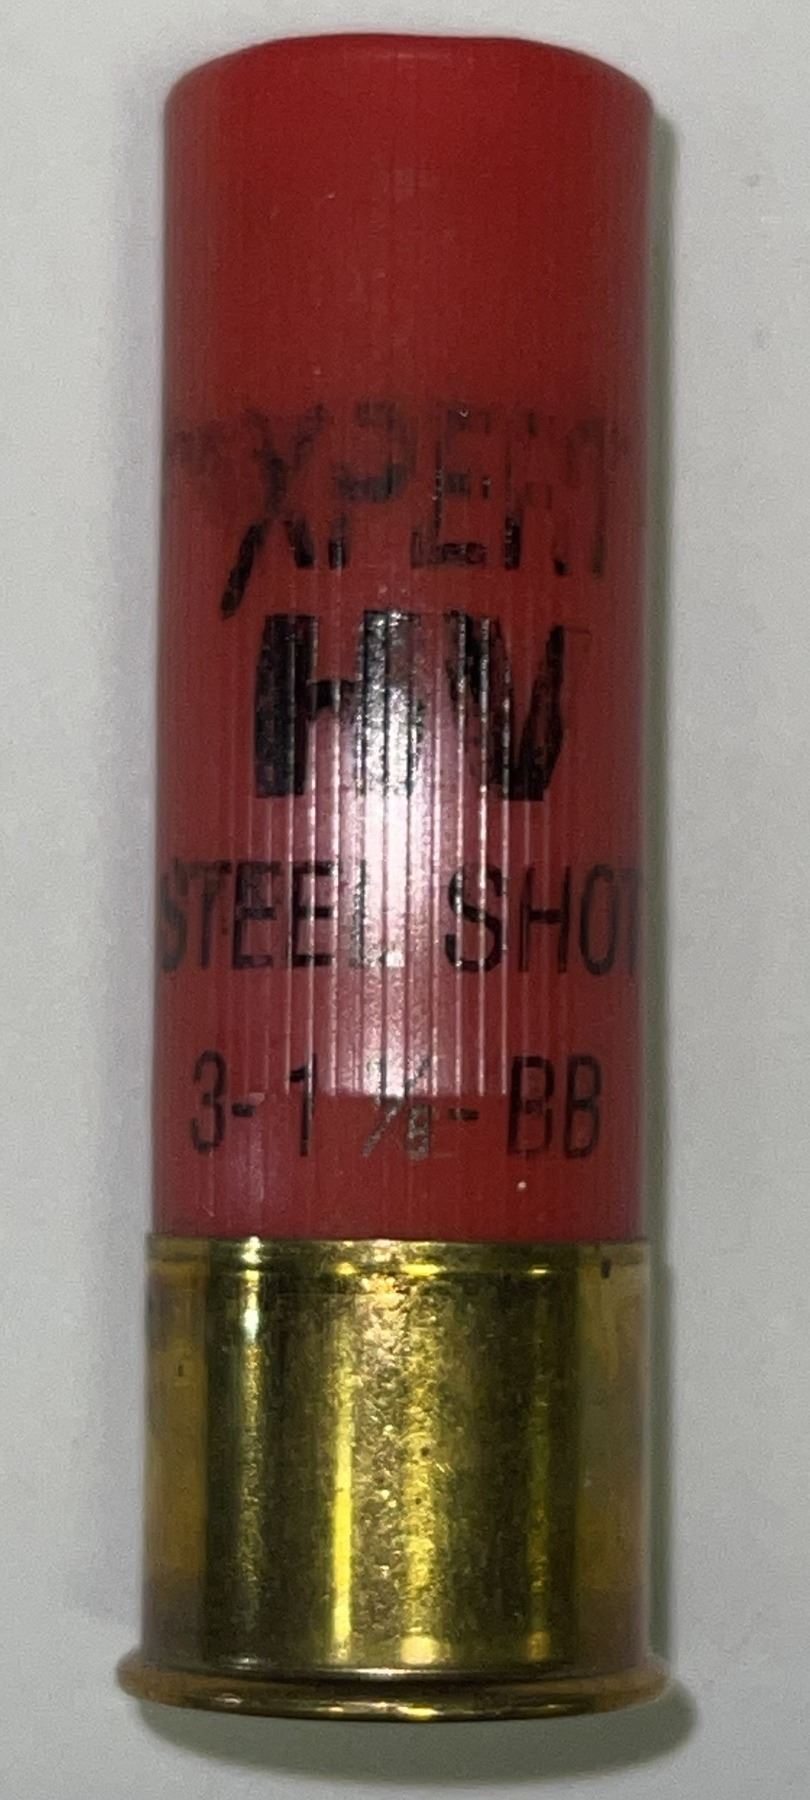 XPERT
HV
STEEL SHOT
3-1 ⅛-BB